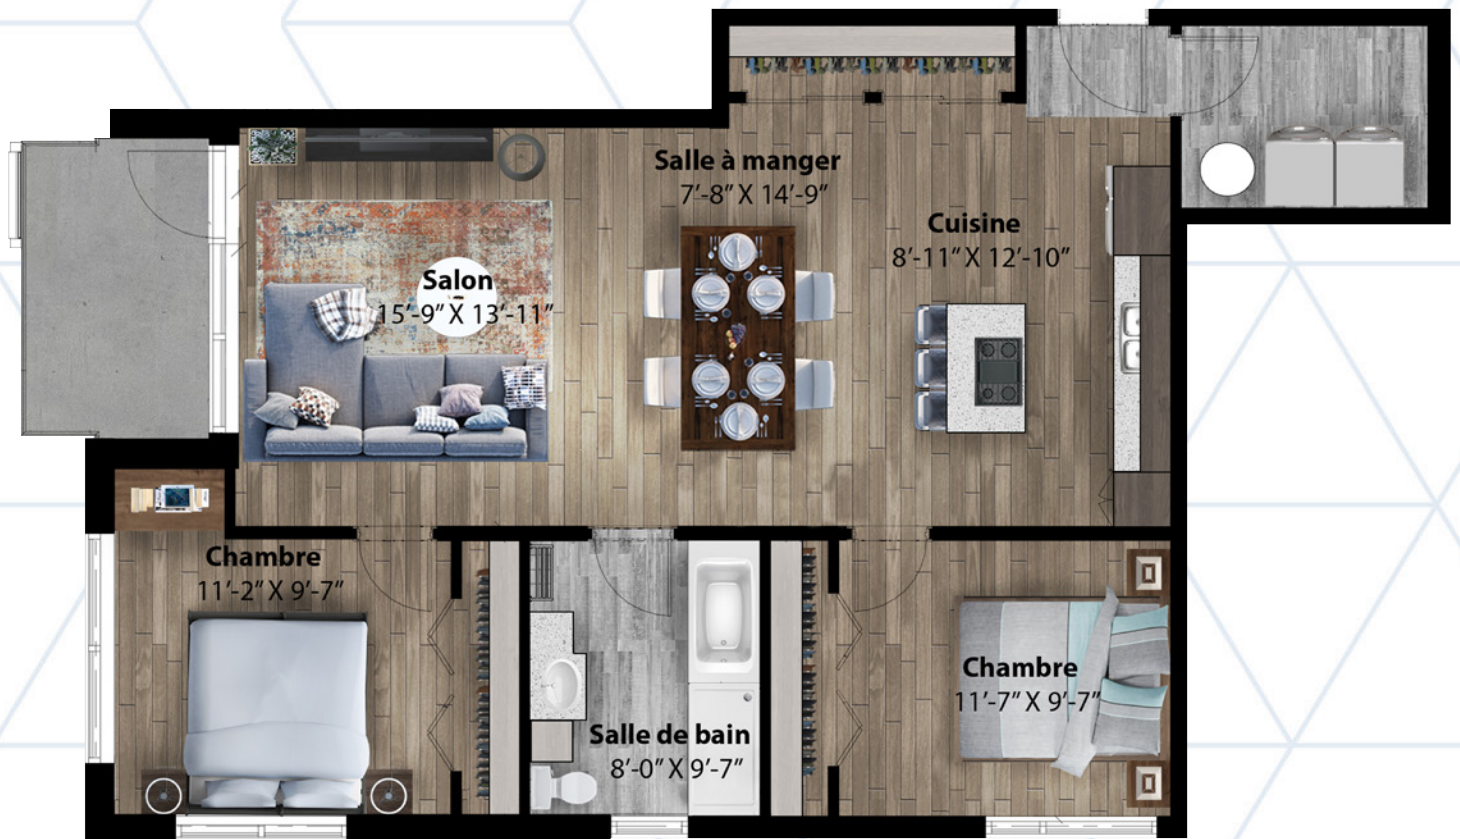 Salle à manger
7’-8” X 14’-9”
Cuisine
8’-11” X 12’-10”
Salon
15’-9” X 13’-11”
Chambre
11’-2” X 9’-7”
Chambre
11’-7” X 9’-7”
Salle de bain
8’-0” X 9’-7”